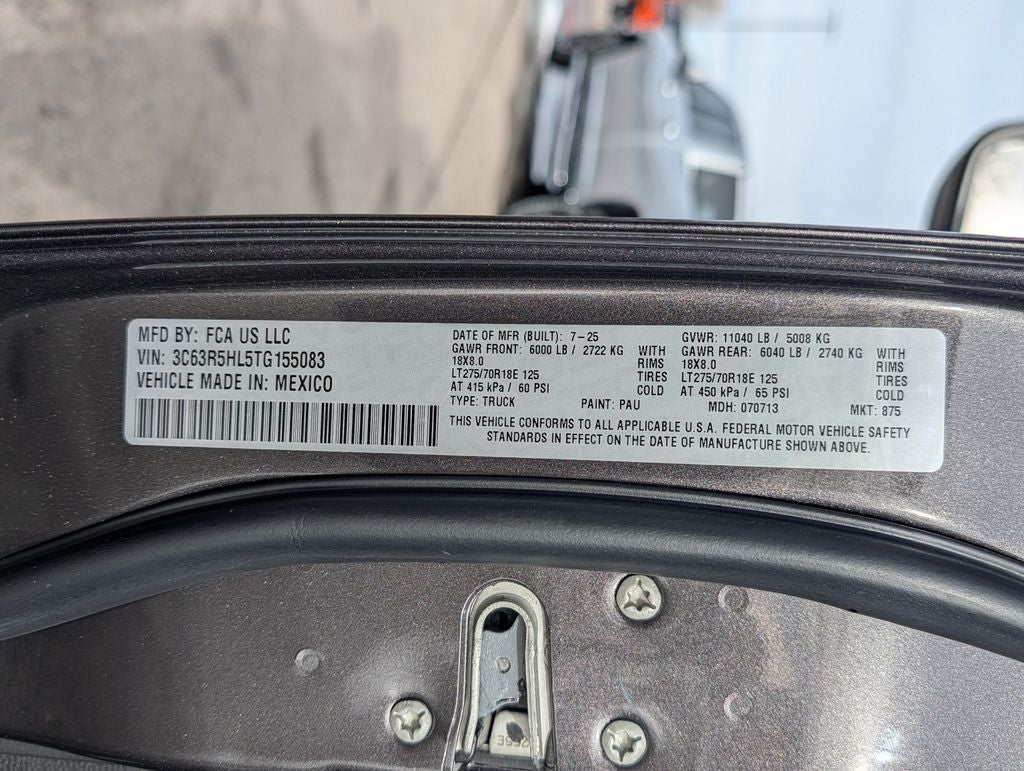 MFD BY: FCA US LLC
VIN: 3C63R5HL5TG155083
VEHICLE MADE IN: MEXICO
DATE OF MFR (BUILT): 7-25
GAWR FRONT: 6000 LB / 2722 KG WITH
18X8.0 RIMS
LT275/70R18E 125 TIRES
AT 415 kPa / 60 PSI COLD
TYPE: TRUCK PAINT: PAU
GVWR: 11040 LB / 5008 KG
GAWR REAR: 6040 LB / 2740 KG WITH
18X8.0 RIMS
LT275/70R18E 125 TIRES
AT 450 kPa / 65 PSI COLD
MDH: 070713 MKT: 875
THIS VEHICLE CONFORMS TO ALL APPLICABLE U.S.A. FEDERAL MOTOR VEHICLE SAFETY
STANDARDS IN EFFECT ON THE DATE OF MANUFACTURE SHOWN ABOVE.